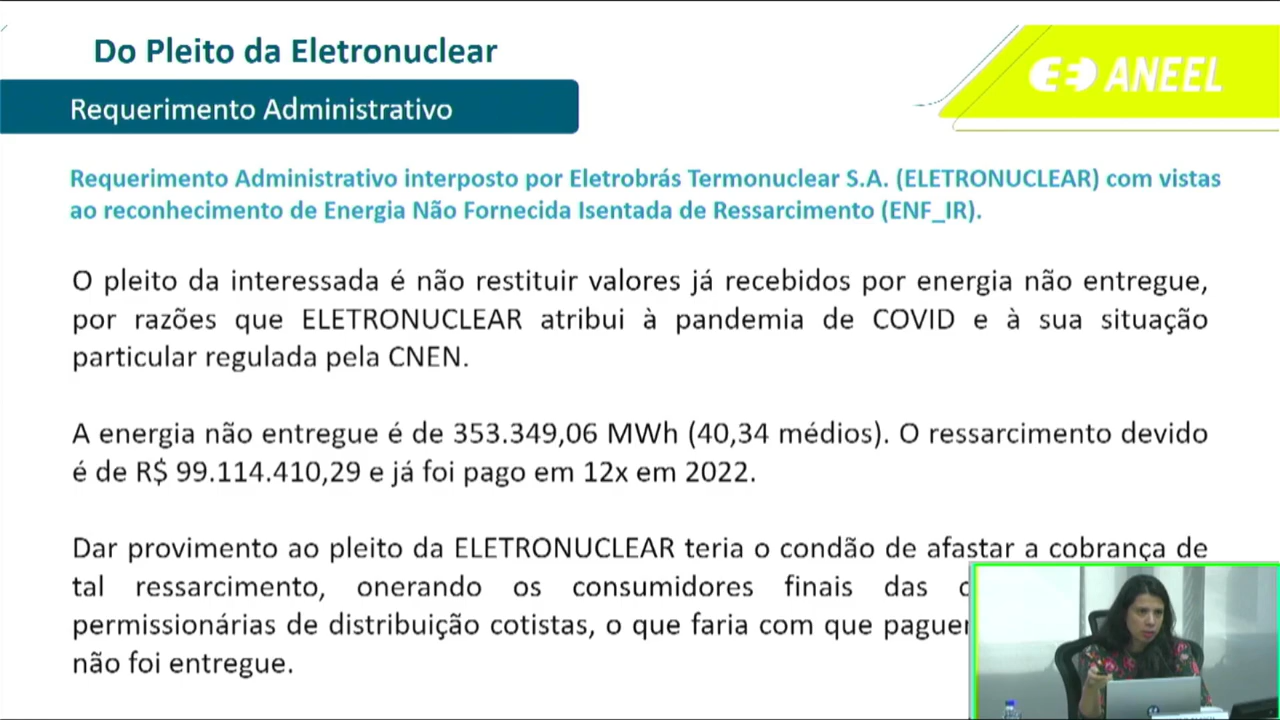 Do Pleito da Eletronuclear
ANEEL
Requerimento Administrativo
Requerimento Administrativo interposto por Eletrobrás Termonuclear S.A. (ELETRONUCLEAR) com vistas
ao reconhecimento de Energia Não Fornecida Isentada de Ressarcimento (ENF_IR).
O pleito da interessada é não restituir valores já recebidos por energia não entregue,
por razões que ELETRONUCLEAR atribui à pandemia de COVID e à sua situação
particular regulada pela CNEN.
A energia não entregue é de 353.349,06 MWh (40,34 médios). O ressarcimento devido
é de R$ 99.114.410,29 e já foi pago em 12x em 2022.
Dar provimento ao pleito da ELETRONUCLEAR teria o condão de afastar a cobrança de
tal ressarcimento, onerando os consumidores finais das
permissionárias de distribuição cotistas, o que faria com que
não foi entregue.